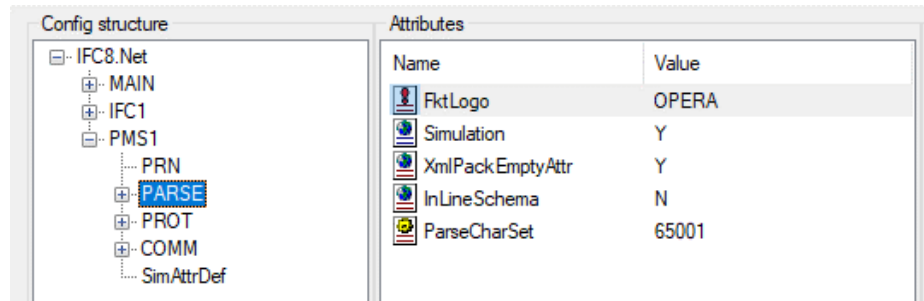 Config structure
IFC8.Net
MAIN
IFC1
PMS1
PRN
PARSE
PROT
COMM
SimAttrDef
Attributes
Name Value
FktLogo OPERA
Simulation Y
XmlPackEmptyAttr Y
InLineSchema N
ParseCharSet 65001